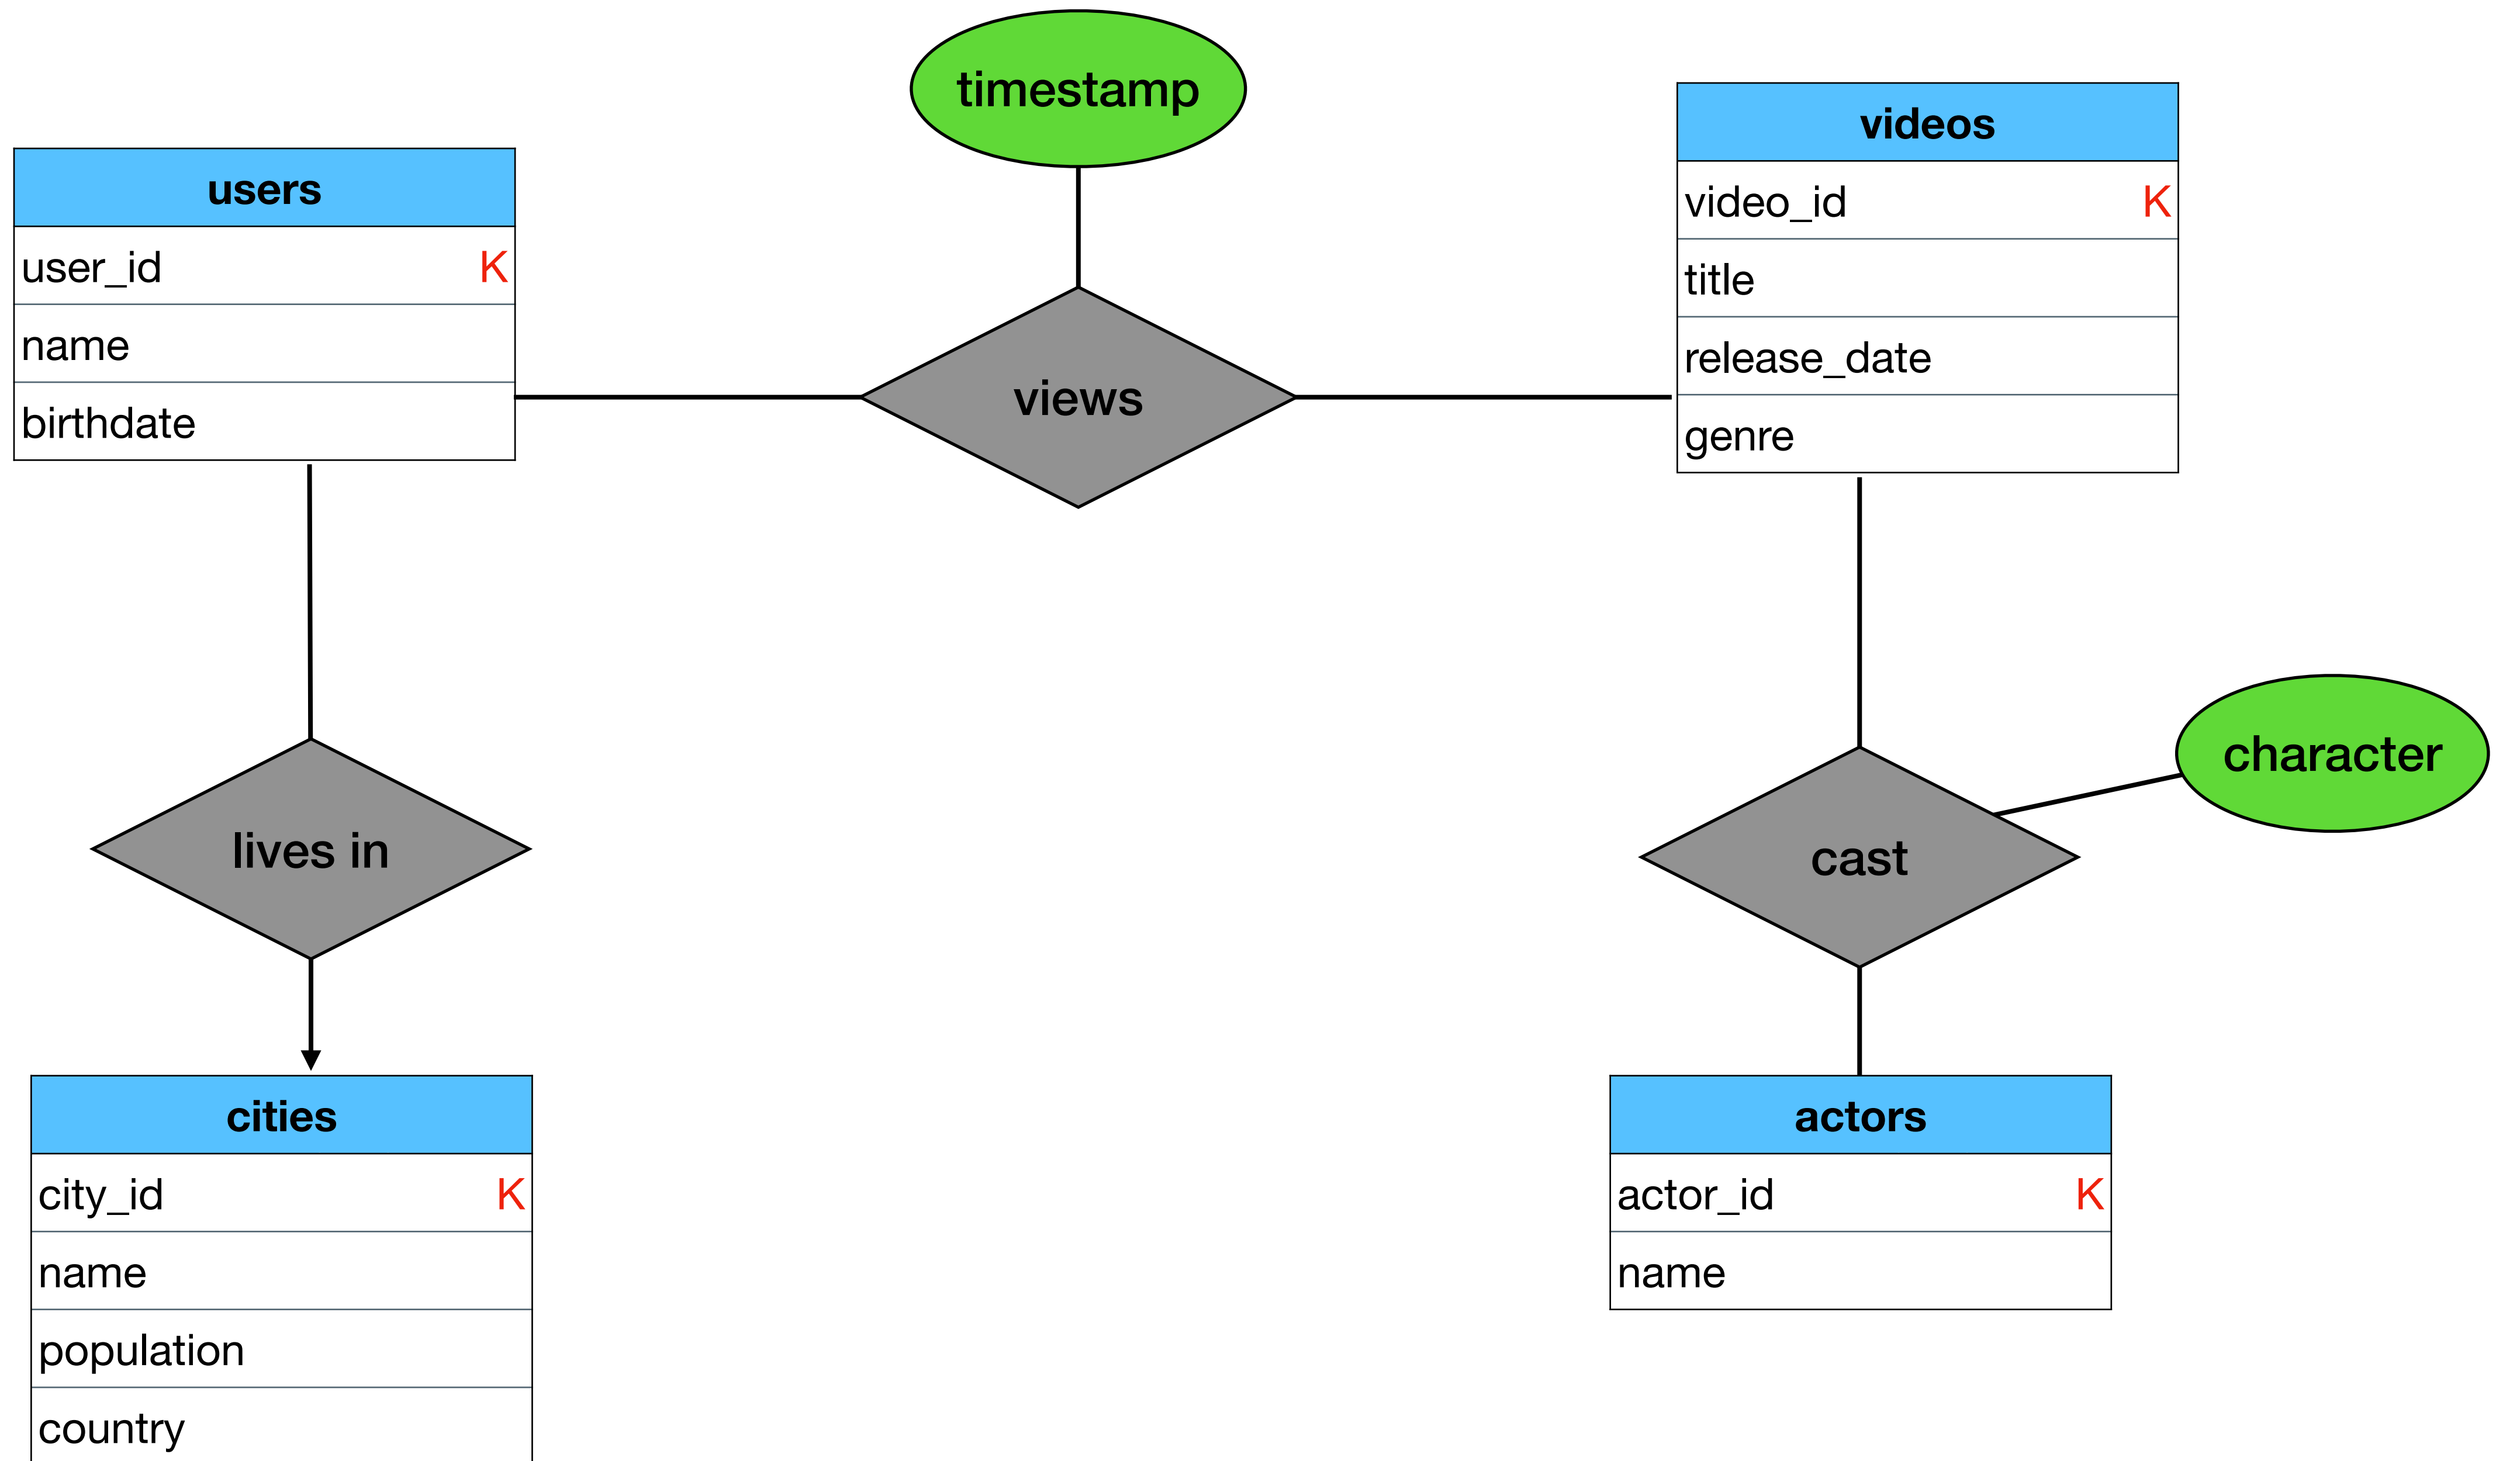 timestamp
videos
video_id K
title
release_date
genre
users
user_id K
name
birthdate
views
lives in
cast
character
cities
city_id K
name
population
country
actors
actor_id K
name